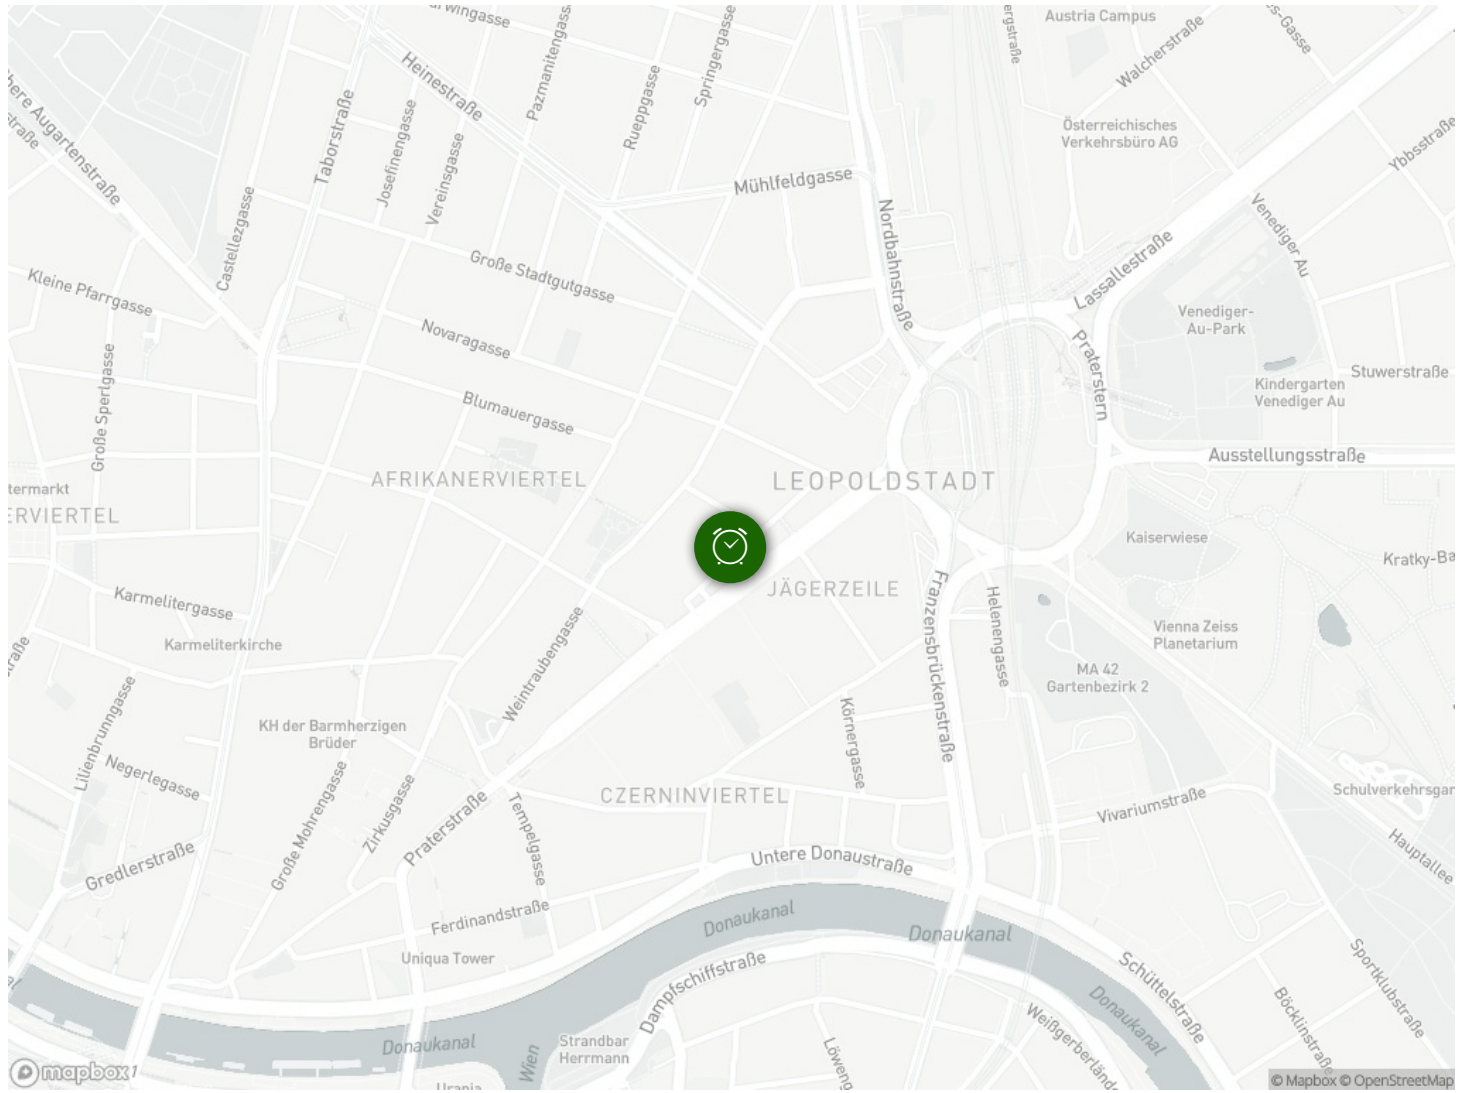 Austria Campus
Heinestraße
Pazmanitengass
Springergasse
Walcherstraße
Taborstraße
Josefinengasse
Vereinsgasse
Rueppgasse
Österreichisches
Verkehrsbüro AG
Ybbsstraße
Mühlfeldgasse
Castellezgasse
Nordbahnstraße
Venediger Au
Große Stadtgutgasse
Lassallestraße
Kleine Pfarrgasse
Novaragasse
Venediger-
Au-Park
Praterstern
Große Sperlgasse
Stuwerstraße
Kindergarten
Venediger Au
Blumauergasse
Ausstellungsstraße
AFRIKANERVIERTEL
LEOPOLDSTADT
termarkt
ERVIERTEL
Kaiserwiese
Kratky-Ba
JÄGERZEILE
Karmelitergasse
Franzensbrückenstraße
Helenengasse
Vienna Zeiss
Planetarium
Karmeliterkirche
Weintraubengasse
MA 42
Gartenbezirk 2
Lilienbrunngasse
KH der Barmherzigen
Brüder
Körnergasse
Negerlegasse
Große Mohrengasse
Zirkusgasse
Praterstraße
Tempelgasse
CZERNINVIERTEL
Vivariumstraße
Schulverkehrsgar
Hauptallee
Gredlerstraße
Untere Donaustraße
Ferdinandstraße
Donaukanal
Donaukanal
Uniqua Tower
Dampfschiffstraße
Schüttelstraße
Sportklubstraße
Böcklinstraße
Donaukanal
Weißgerberländ
Donaukanal
Wien
Strandbar
Herrmann
Löweng
mapbox
© Mapbox © OpenStreetMap